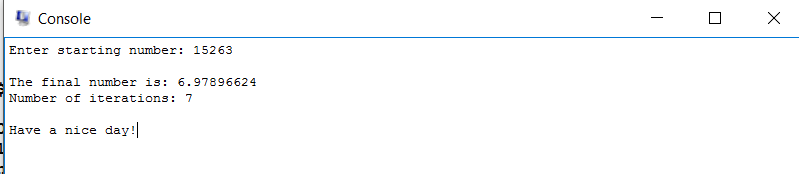 Console
Enter starting number: 15263
The final number is: 6.97896624
Number of iterations: 7
Have a nice day!